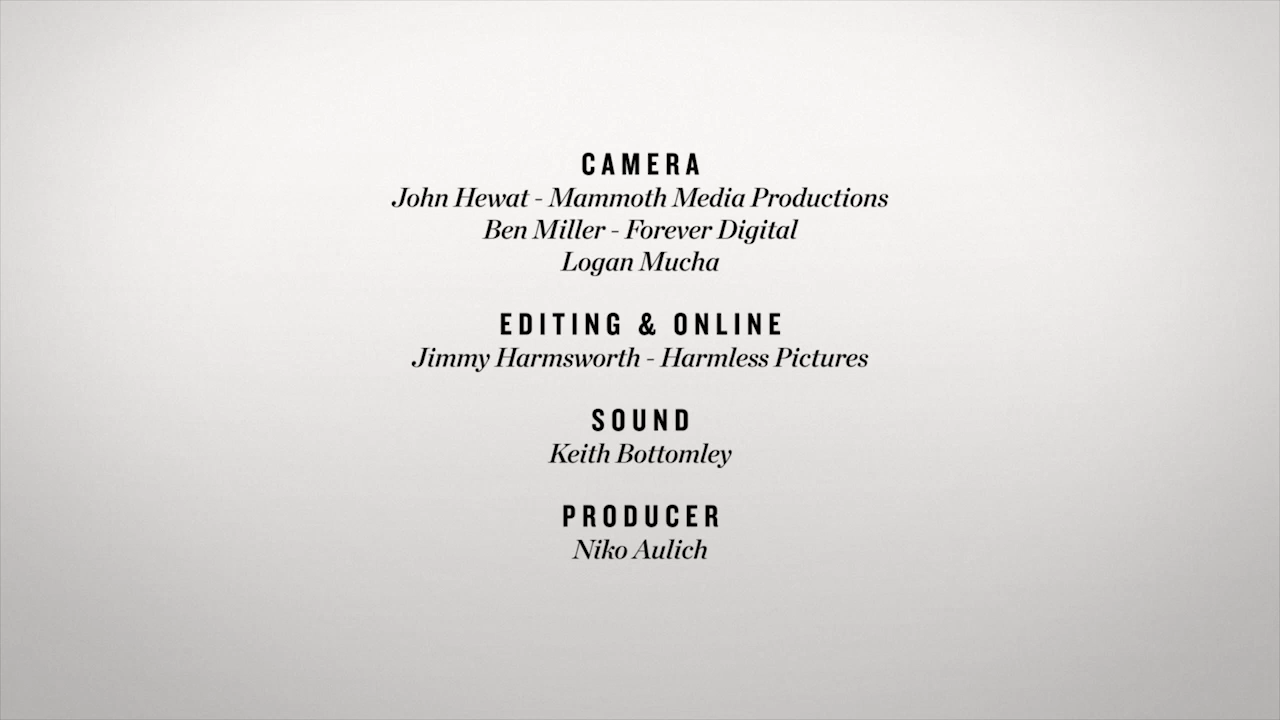 CAMERA
John Hewat - Mammoth Media Productions
Ben Miller - Forever Digital
Logan Mucha
EDITING & ONLINE
Jimmy Harmsworth - Harmless Pictures
SOUND
Keith Bottomley
PRODUCER
Niko Aulich